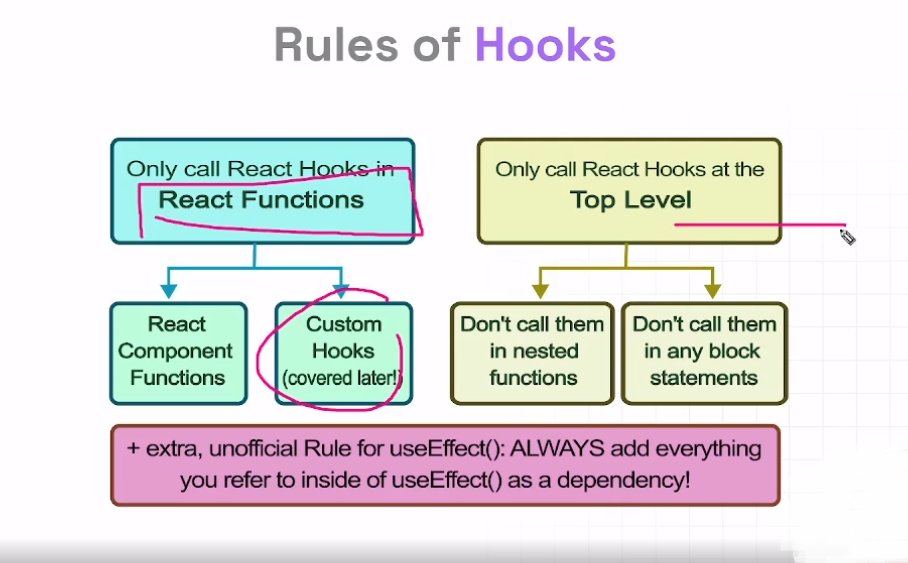 Rules of Hooks
Only call React Hooks in
React Functions
Only call React Hooks at the
Top Level
React
Component
Functions
Custom
Hooks
(covered later!)
Don't call them
in nested
functions
Don't call them
in any block
statements
+ extra, unofficial Rule for useEffect(): ALWAYS add everything
you refer to inside of useEffect() as a dependency!